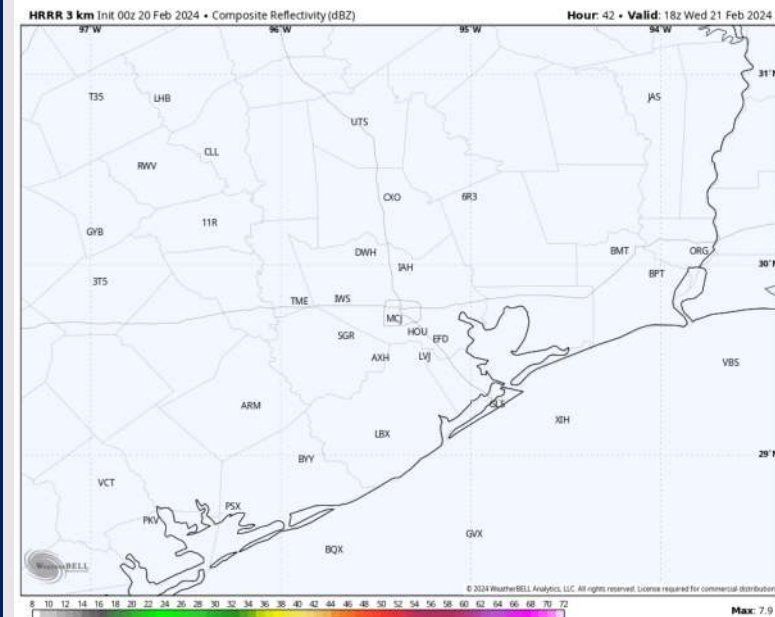 HRRR 3 km Init 00z 20 Feb 2024 • Composite Reflectivity (dBZ) Hour: 42 • Valid: 18z Wed 21 Feb 2024
97°W 96°W 95°W 94°W
31°N
T35 LHB JAS
UTS
CLL
RWV
CXO 6R3
11R
GYB
DWH BMT ORG
IAH 30°N
3T5 BPT
TME IWS
MCJ
SGR HOU EFD
AXH LVJ VBS
ARM GLS
XIH
LBX
BYY 29°N
VCT
PSX
PKV
GVX
BQX
WeatherBELL
© 2024 WeatherBELL Analytics, LLC. All rights reserved. Licence required for commercial distribution.
8 10 12 14 16 18 20 22 24 26 28 30 32 34 36 38 40 42 44 46 48 50 52 54 56 58 60 62 64 66 68 70 72
Max: 7.9